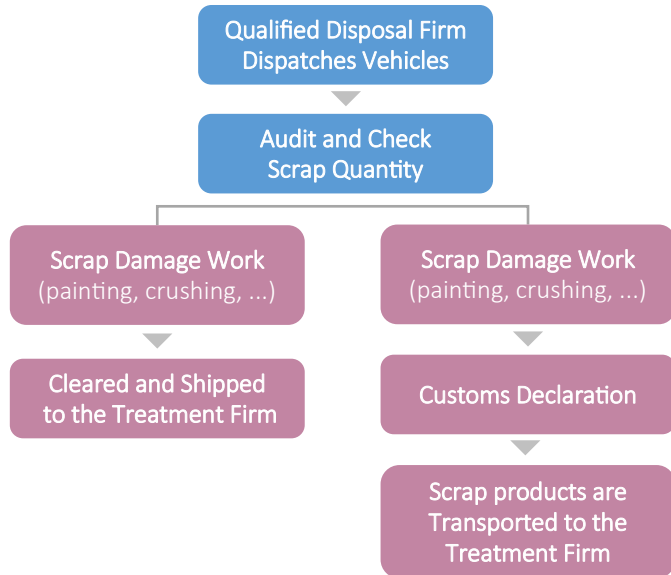 Qualified Disposal Firm
Dispatches Vehicles
Audit and Check
Scrap Quantity
Scrap Damage Work
(painting, crushing, ...)
Cleared and Shipped
to the Treatment Firm
Scrap Damage Work
(painting, crushing, ...)
Customs Declaration
Scrap products are
Transported to the
Treatment Firm